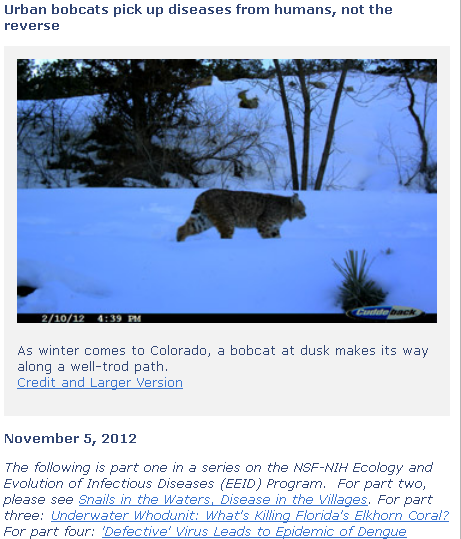 Urban bobcats pick up diseases from humans, not the
reverse
2/10/12 4:39 PM
Cuddeback
As winter comes to Colorado, a bobcat at dusk makes its way
along a well-trod path.
Credit and Larger Version
November 5, 2012
The following is part one in a series on the NSF-NIH Ecology and
Evolution of Infectious Diseases (EEID) Program.  For part two,
please see Snails in the Waters, Disease in the Villages. For part
three: Underwater Whodunit: What's Killing Florida's Elkhorn Coral?
For part four: 'Defective' Virus Leads to Epidemic of Dengue